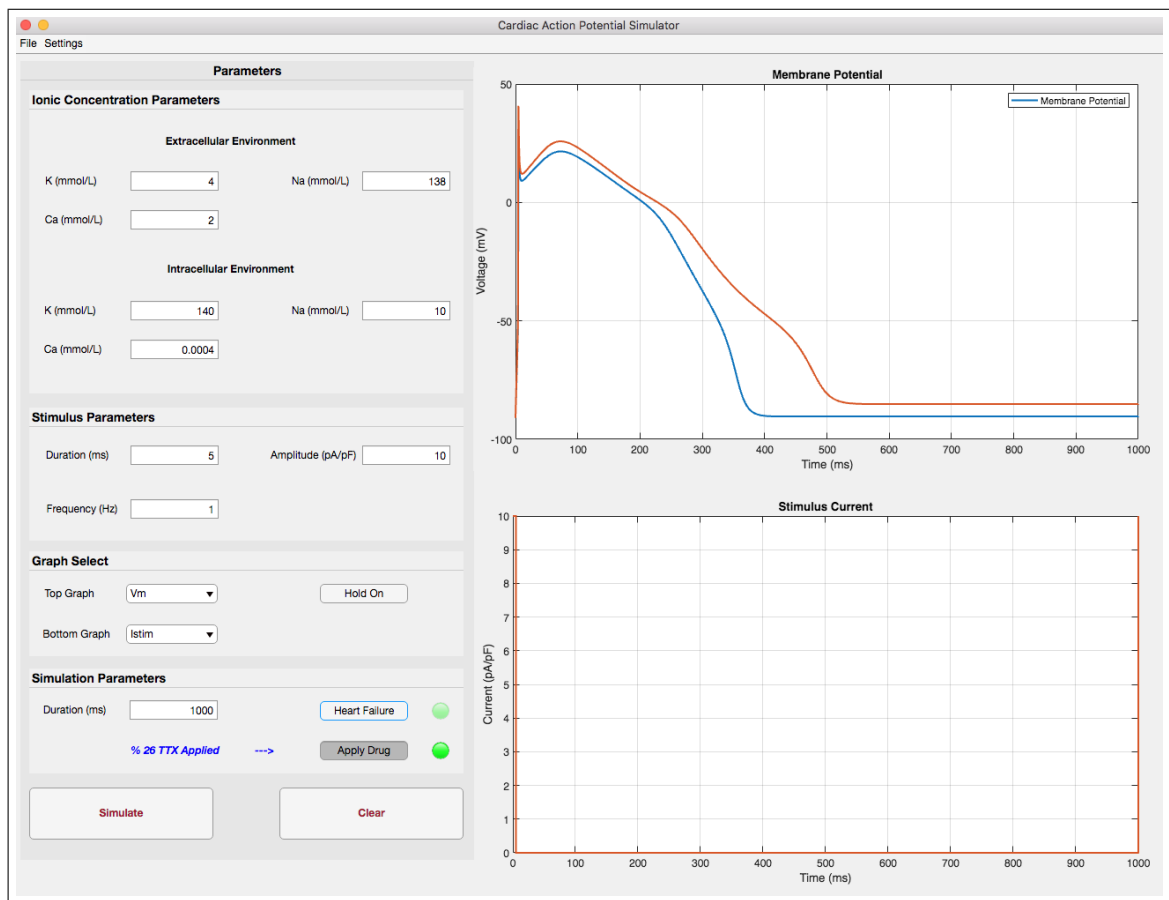 Cardiac Action Potential Simulator
File Settings
Parameters
Ionic Concentration Parameters
Extracellular Environment
K (mmol/L) 4 Na (mmol/L) 138
Ca (mmol/L) 2
Intracellular Environment
K (mmol/L) 140 Na (mmol/L) 10
Ca (mmol/L) 0.0004
Stimulus Parameters
Duration (ms) 5 Amplitude (pA/pF) 10
Frequency (Hz) 1
Graph Select
Top Graph Vm Hold On
Bottom Graph Istim
Simulation Parameters
Duration (ms) 1000 Heart Failure
% 26 TTX Applied ---> Apply Drug
Simulate Clear
Membrane Potential
Membrane Potential
Voltage (mV)
50
0
-50
-100
0 100 200 300 400 500 600 700 800 900 1000
Time (ms)
Stimulus Current
Current (pA/pF)
10
9
8
7
6
5
4
3
2
1
0
0 100 200 300 400 500 600 700 800 900 1000
Time (ms)